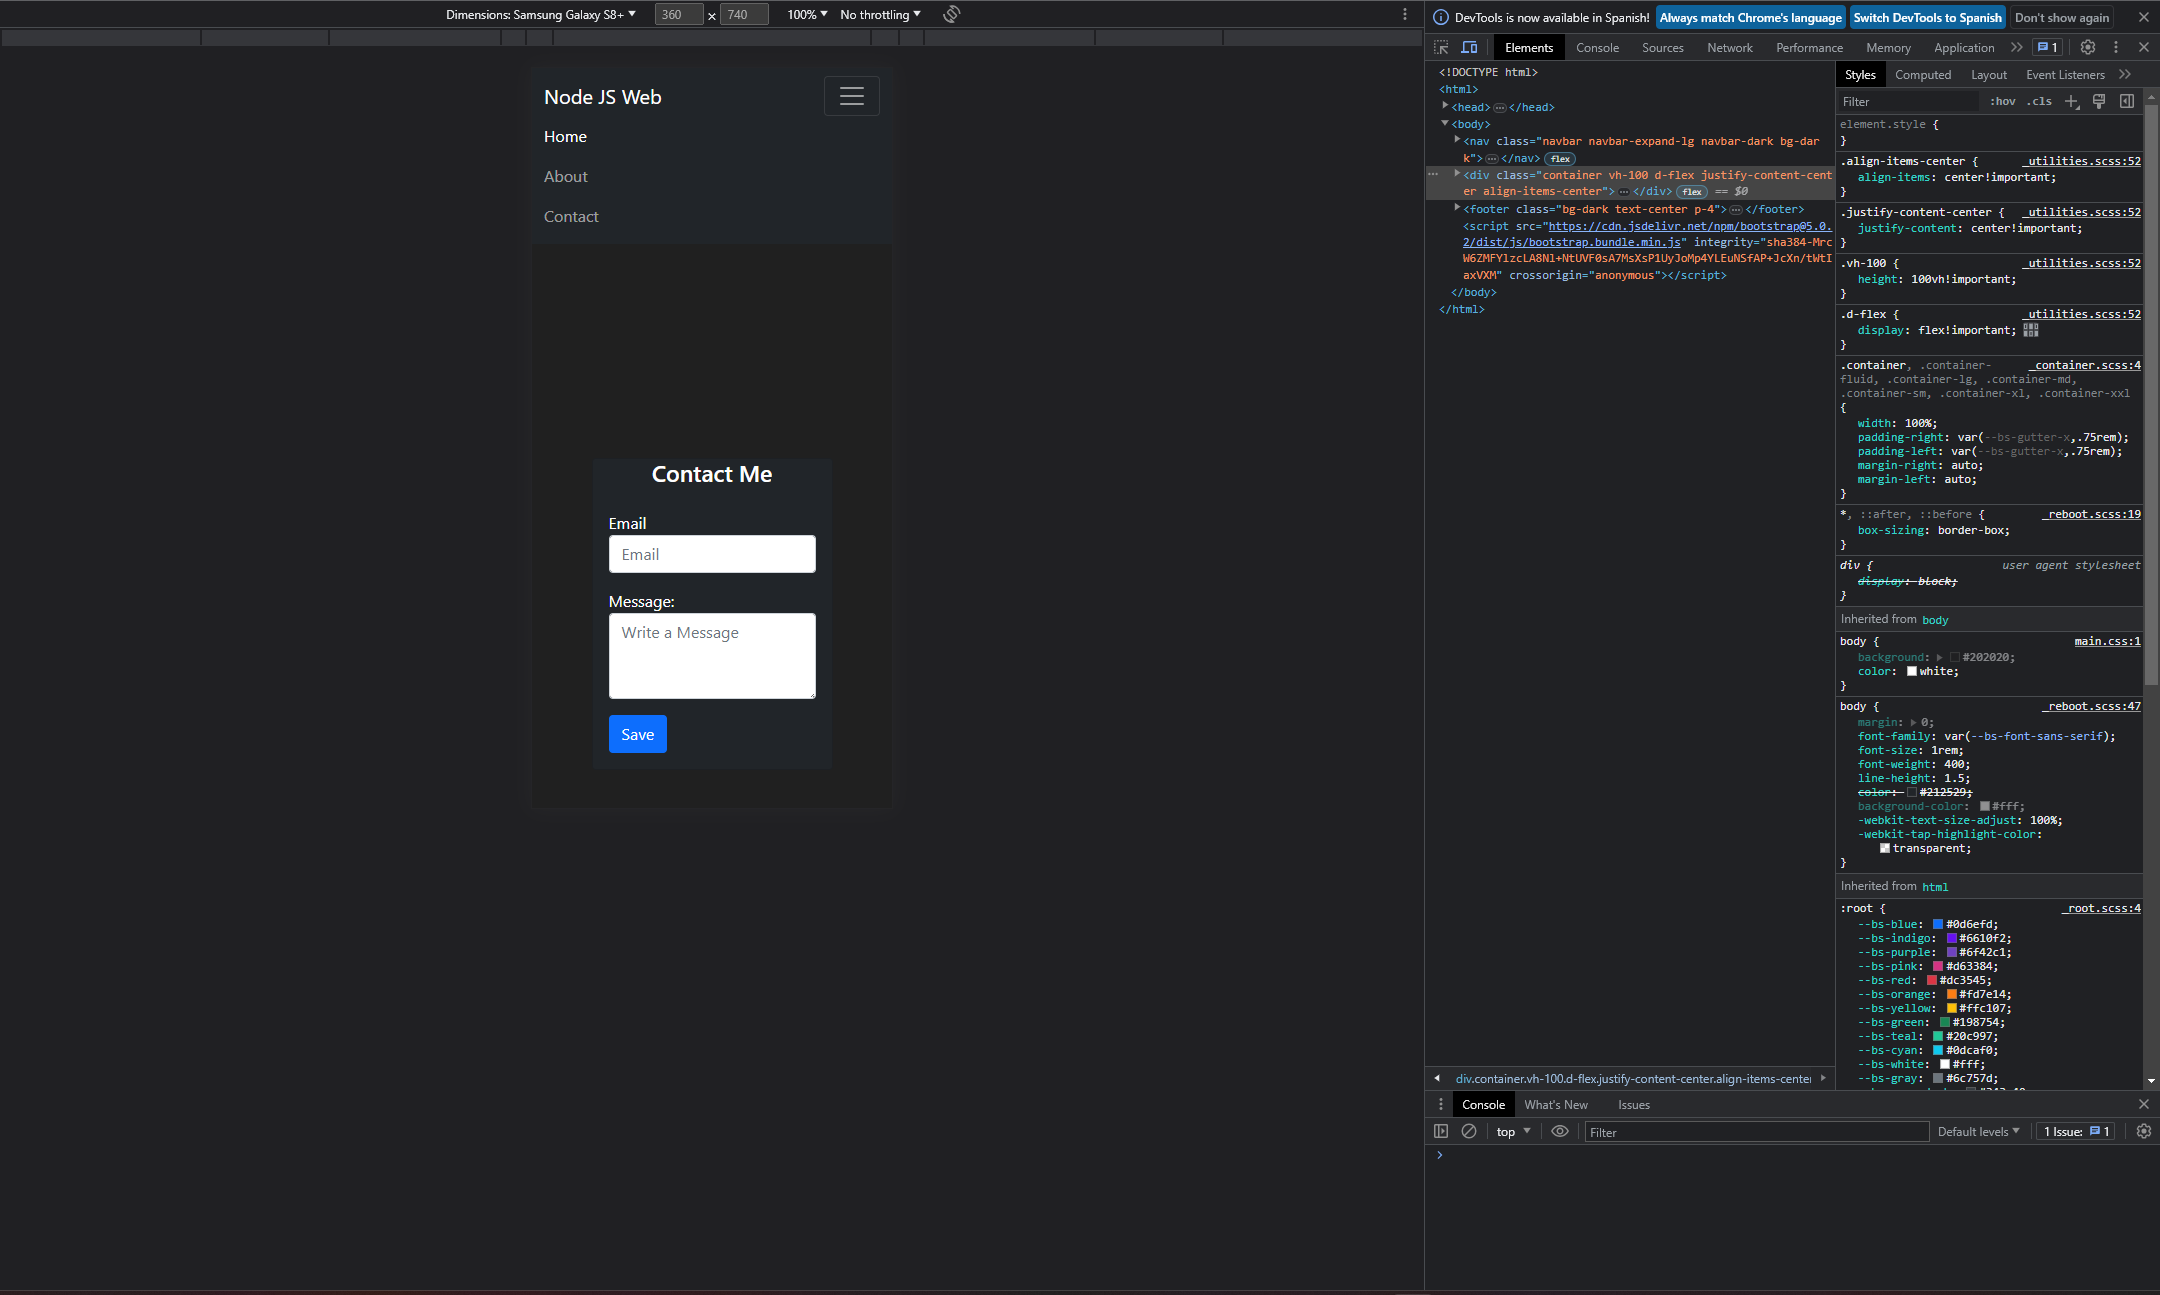 Dimensions: Samsung Galaxy S8+ 360 × 740 100% No throttling
Node JS Web
Home
About
Contact
Contact Me
Email
Email
Message:
Write a Message
Save
DevTools is now available in Spanish! Always match Chrome's language Switch DevTools to Spanish Don't show again
Elements Console Sources Network Performance Memory Application 1
<!DOCTYPE html>
<html>
<head>…</head>
<body>
<nav class="navbar navbar-expand-lg navbar-dark bg-dar
k">…</nav> flex
<div class="container vh-100 d-flex justify-content-cent
er align-items-center">…</div> flex == $0
<footer class="bg-dark text-center p-4">…</footer>
<script src="https://cdn.jsdelivr.net/npm/bootstrap@5.0.
2/dist/js/bootstrap.bundle.min.js" integrity="sha384-Mrc
W6ZMFYlzcLA8Nl+NtUVF0sA7MsXsP1UyJoMp4YLEuNSfAP+JcXn/tWtI
axVXM" crossorigin="anonymous"></script>
</body>
</html>
div.container.vh-100.d-flex.justify-content-center.align-items-center
Styles Computed Layout Event Listeners
Filter :hov .cls
element.style {
}
.align-items-center { _utilities.scss:52
align-items: center!important;
}
.justify-content-center { _utilities.scss:52
justify-content: center!important;
}
.vh-100 { _utilities.scss:52
height: 100vh!important;
}
.d-flex { _utilities.scss:52
display: flex!important;
}
.container, .container- _container.scss:4
fluid, .container-lg, .container-md,
.container-sm, .container-xl, .container-xxl
{
width: 100%;
padding-right: var(--bs-gutter-x,.75rem);
padding-left: var(--bs-gutter-x,.75rem);
margin-right: auto;
margin-left: auto;
}
*, ::after, ::before { _reboot.scss:19
box-sizing: border-box;
}
div { user agent stylesheet
display: block;
}
Inherited from body
body { main.css:1
background: #202020;
color: white;
}
body { _reboot.scss:47
margin: 0;
font-family: var(--bs-font-sans-serif);
font-size: 1rem;
font-weight: 400;
line-height: 1.5;
color: #212529;
background-color: #fff;
-webkit-text-size-adjust: 100%;
-webkit-tap-highlight-color:
transparent;
}
Inherited from html
:root { _root.scss:4
--bs-blue: #0d6efd;
--bs-indigo: #6610f2;
--bs-purple: #6f42c1;
--bs-pink: #d63384;
--bs-red: #dc3545;
--bs-orange: #fd7e14;
--bs-yellow: #ffc107;
--bs-green: #198754;
--bs-teal: #20c997;
--bs-cyan: #0dcaf0;
--bs-white: #fff;
--bs-gray: #6c757d;
Console What's New Issues
top Filter Default levels 1 Issue: 1